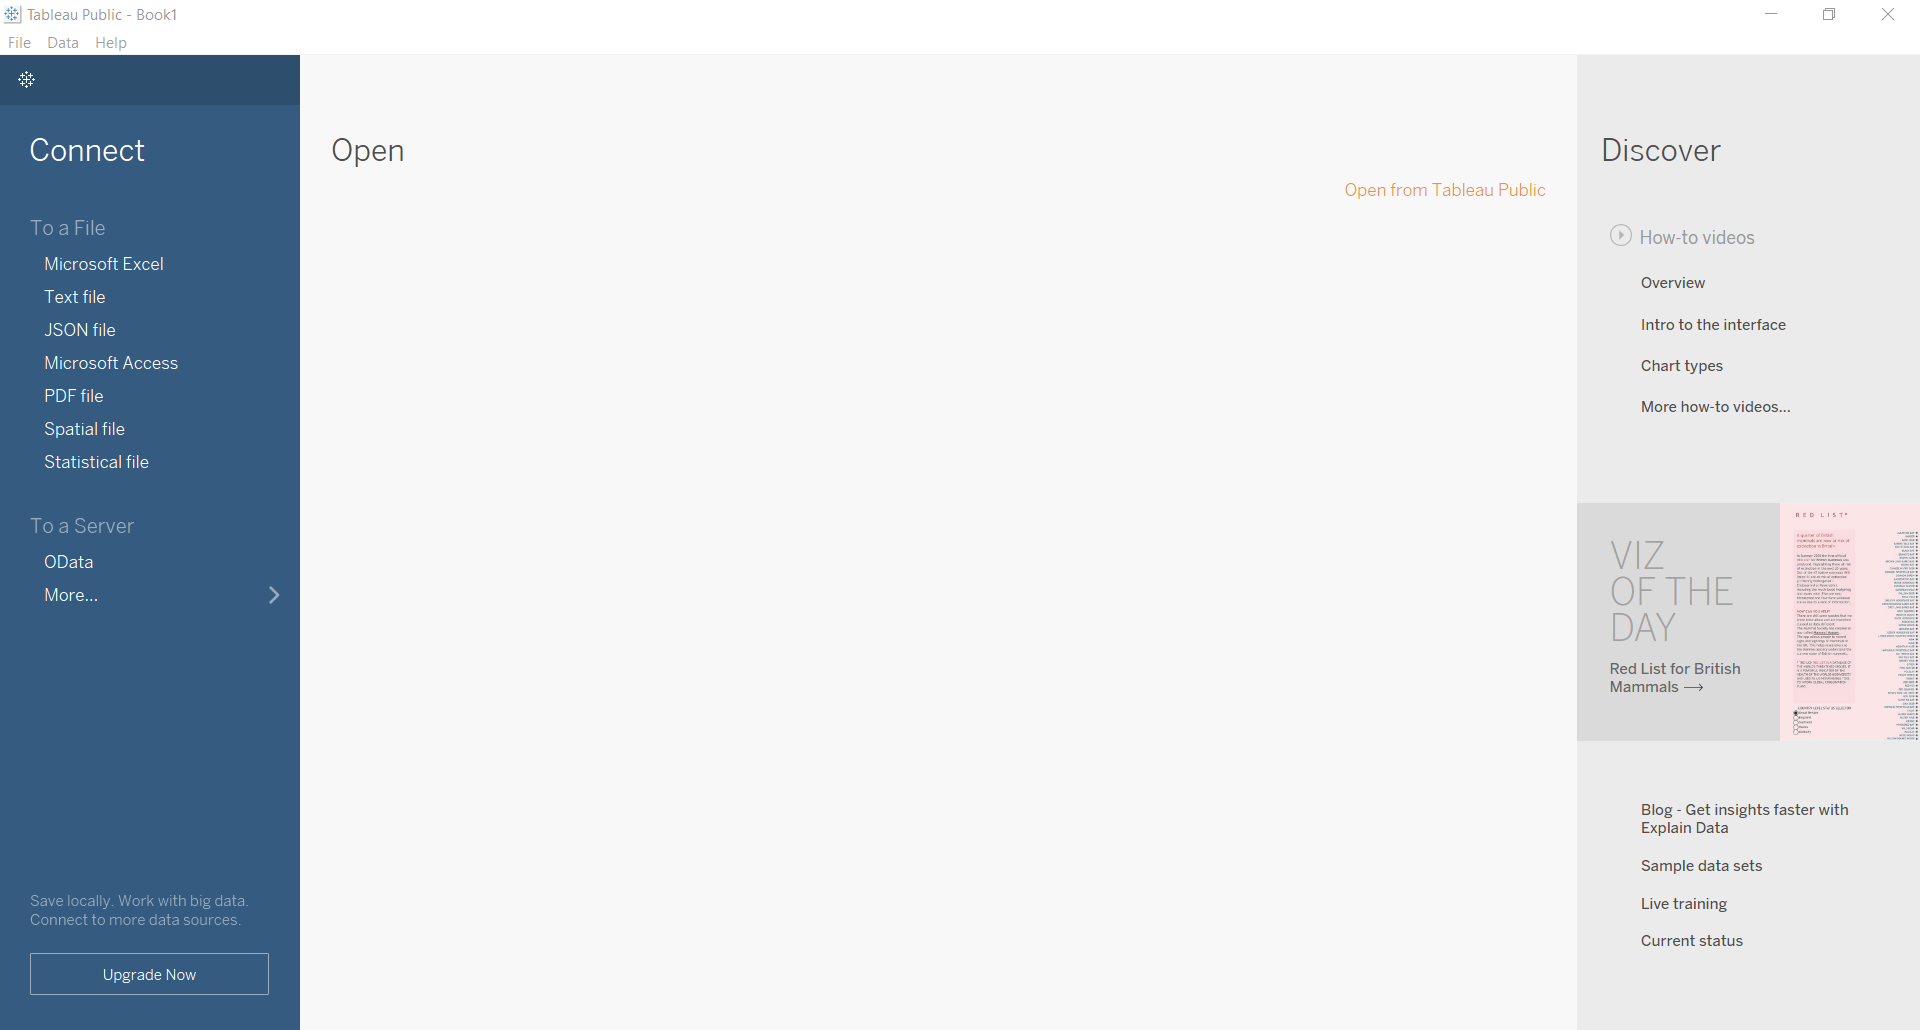 Tableau Public - Book1
File Data Help
Connect
To a File
Microsoft Excel
Text file
JSON file
Microsoft Access
PDF file
Spatial file
Statistical file
To a Server
OData
More...
Save locally. Work with big data.
Connect to more data sources.
Upgrade Now
Open
Open from Tableau Public
Discover
How-to videos
Overview
Intro to the interface
Chart types
More how-to videos...
VIZ
OF THE
DAY
Red List for British
Mammals →
RED LIST*
Blog - Get insights faster with
Explain Data
Sample data sets
Live training
Current status